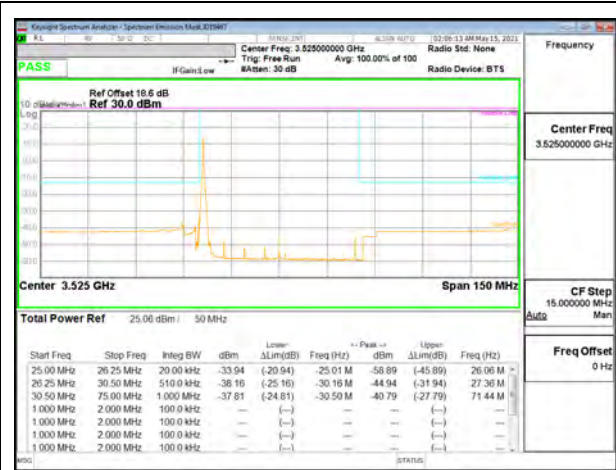 Keysight Spectrum Analyzer - Spectrum Emission Mask
RL RF 50 Ω DC SENSE:INT ALIGN AUTO 02:06:13 AM May 15, 2021
Center Freq: 3.525000000 GHz Radio Std: None
Trig: Free Run Avg: 100.00% of 100
PASS IFGain:Low #Atten: 30 dB Radio Device: BTS
Ref Offset 18.6 dB
10 dB/div Ref 30.0 dBm
Log
Center 3.525 GHz Span 150 MHz
Total Power Ref 25.06 dBm / 50 MHz
Lower <-- Peak --> Upper
Start Freq Stop Freq Integ BW dBm ΔLim(dB) Freq (Hz) dBm ΔLim(dB) Freq (Hz)
25.00 MHz 26.25 MHz 20.00 kHz -33.94 (-20.94) -25.01 M -58.89 (-45.89) 26.06 M
26.25 MHz 30.50 MHz 510.0 kHz -38.16 (-25.16) -30.16 M -44.94 (-31.94) 27.36 M
30.50 MHz 75.00 MHz 1.000 MHz -37.81 (-24.81) -30.50 M -40.79 (-27.79) 71.44 M
1.000 MHz 2.000 MHz 100.0 kHz --- (---) --- --- (---) ---
1.000 MHz 2.000 MHz 100.0 kHz --- (---) --- --- (---) ---
1.000 MHz 2.000 MHz 100.0 kHz --- (---) --- --- (---) ---
1.000 MHz 2.000 MHz 100.0 kHz --- (---) --- --- (---) ---
MSG STATUS
Frequency
Center Freq
3.525000000 GHz
CF Step
15.000000 MHz
Auto Man
Freq Offset
0 Hz